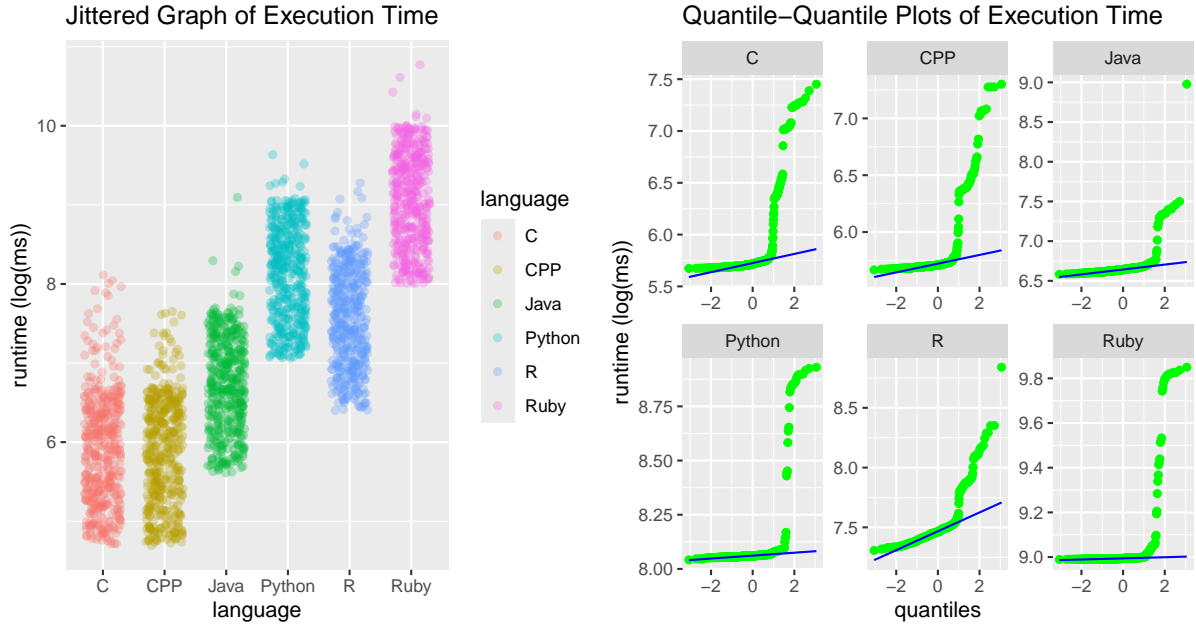 Jittered Graph of Execution Time
10
8
6
runtime (log(ms))
C
CPP
Java
Python
R
Ruby
language
language
C
CPP
Java
Python
R
Ruby
Quantile−Quantile Plots of Execution Time
runtime (log(ms))
C
7.5
7.0
6.5
6.0
5.5
−2 0 2
CPP
7.0
6.5
6.0
−2 0 2
Java
9.0
8.5
8.0
7.5
7.0
6.5
−2 0 2
Python
8.75
8.50
8.25
8.00
−2 0 2
R
8.5
8.0
7.5
−2 0 2
Ruby
9.8
9.6
9.4
9.2
9.0
−2 0 2
quantiles